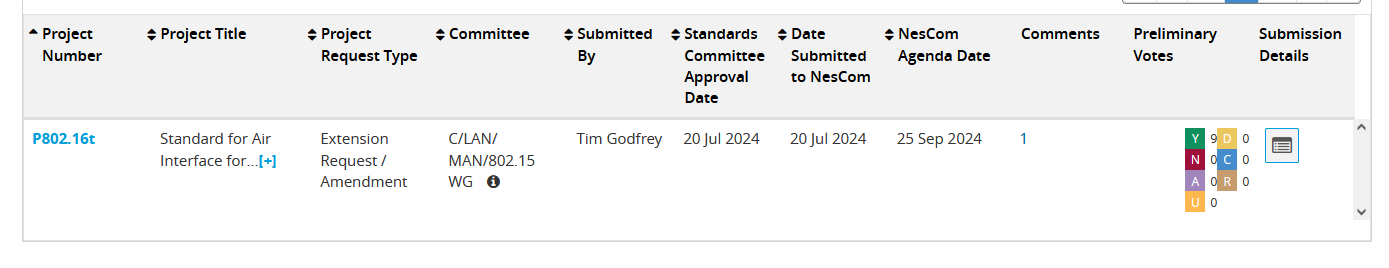 Project Number
Project Title
Project Request Type
Committee
Submitted By
Standards Committee Approval Date
Date Submitted to NesCom
NesCom Agenda Date
Comments
Preliminary Votes
Submission Details
P802.16t
Standard for Air
Interface for...[+]
Extension
Request /
Amendment
C/LAN/
MAN/802.15
WG
Tim Godfrey
20 Jul 2024
20 Jul 2024
25 Sep 2024
1
Y 9 D 0
N 0 C 0
A 0 R 0
U 0